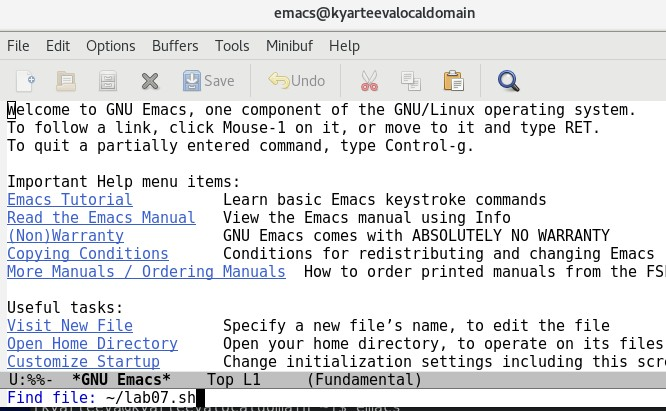 emacs@kyarteevalocaldomain
File Edit Options Buffers Tools Minibuf Help
Save Undo
Welcome to GNU Emacs, one component of the GNU/Linux operating system.
To follow a link, click Mouse-1 on it, or move to it and type RET.
To quit a partially entered command, type Control-g.
Important Help menu items:
Emacs Tutorial Learn basic Emacs keystroke commands
Read the Emacs Manual View the Emacs manual using Info
(Non)Warranty GNU Emacs comes with ABSOLUTELY NO WARRANTY
Copying Conditions Conditions for redistributing and changing Emacs
More Manuals / Ordering Manuals How to order printed manuals from the FS
Useful tasks:
Visit New File Specify a new file’s name, to edit the file
Open Home Directory Open your home directory, to operate on its files
Customize Startup Change initialization settings including this scr
U:%%- *GNU Emacs* Top L1 (Fundamental)
Find file: ~/lab07.sh